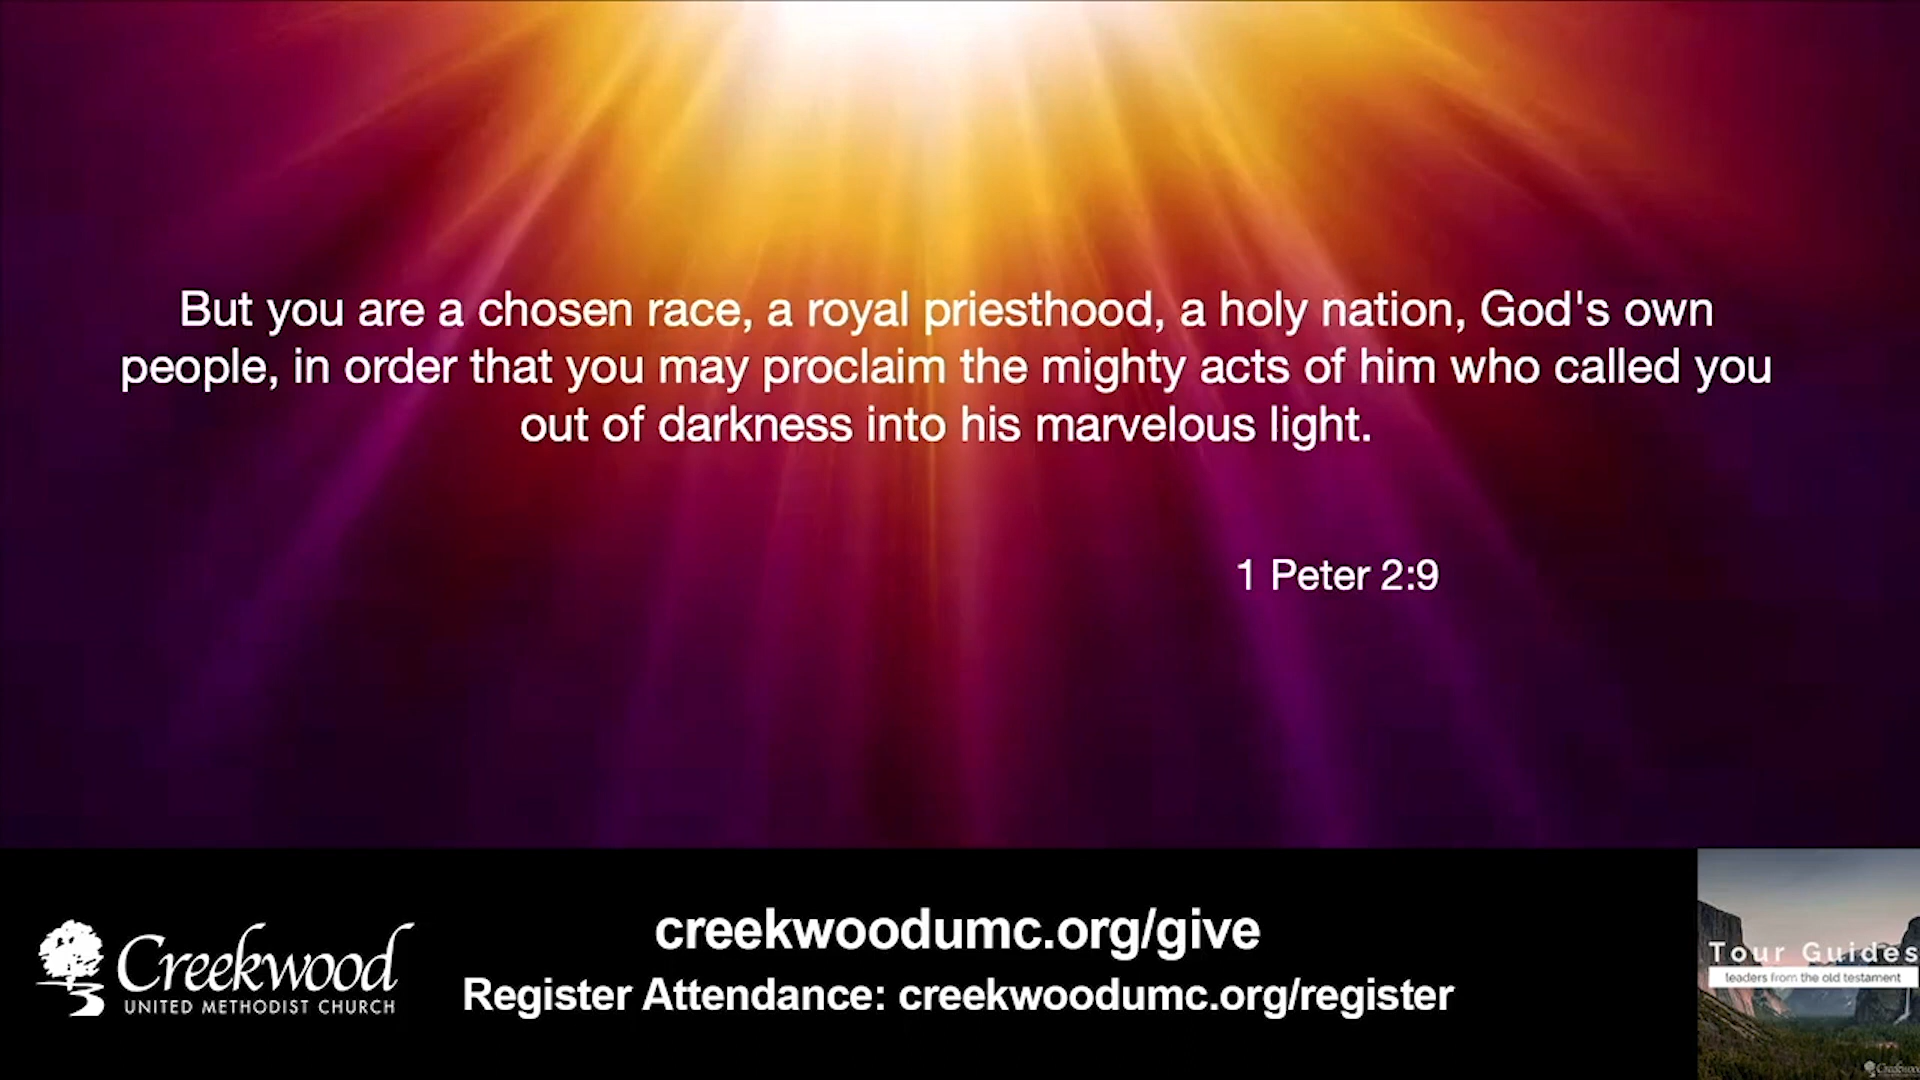 But you are a chosen race, a royal priesthood, a holy nation, God's own
people, in order that you may proclaim the mighty acts of him who called you
out of darkness into his marvelous light.
1 Peter 2:9
Creekwood
UNITED METHODIST CHURCH
creekwoodumc.org/give
Register Attendance: creekwoodumc.org/register
Tour Guides
leaders from the old testament
Creekwood